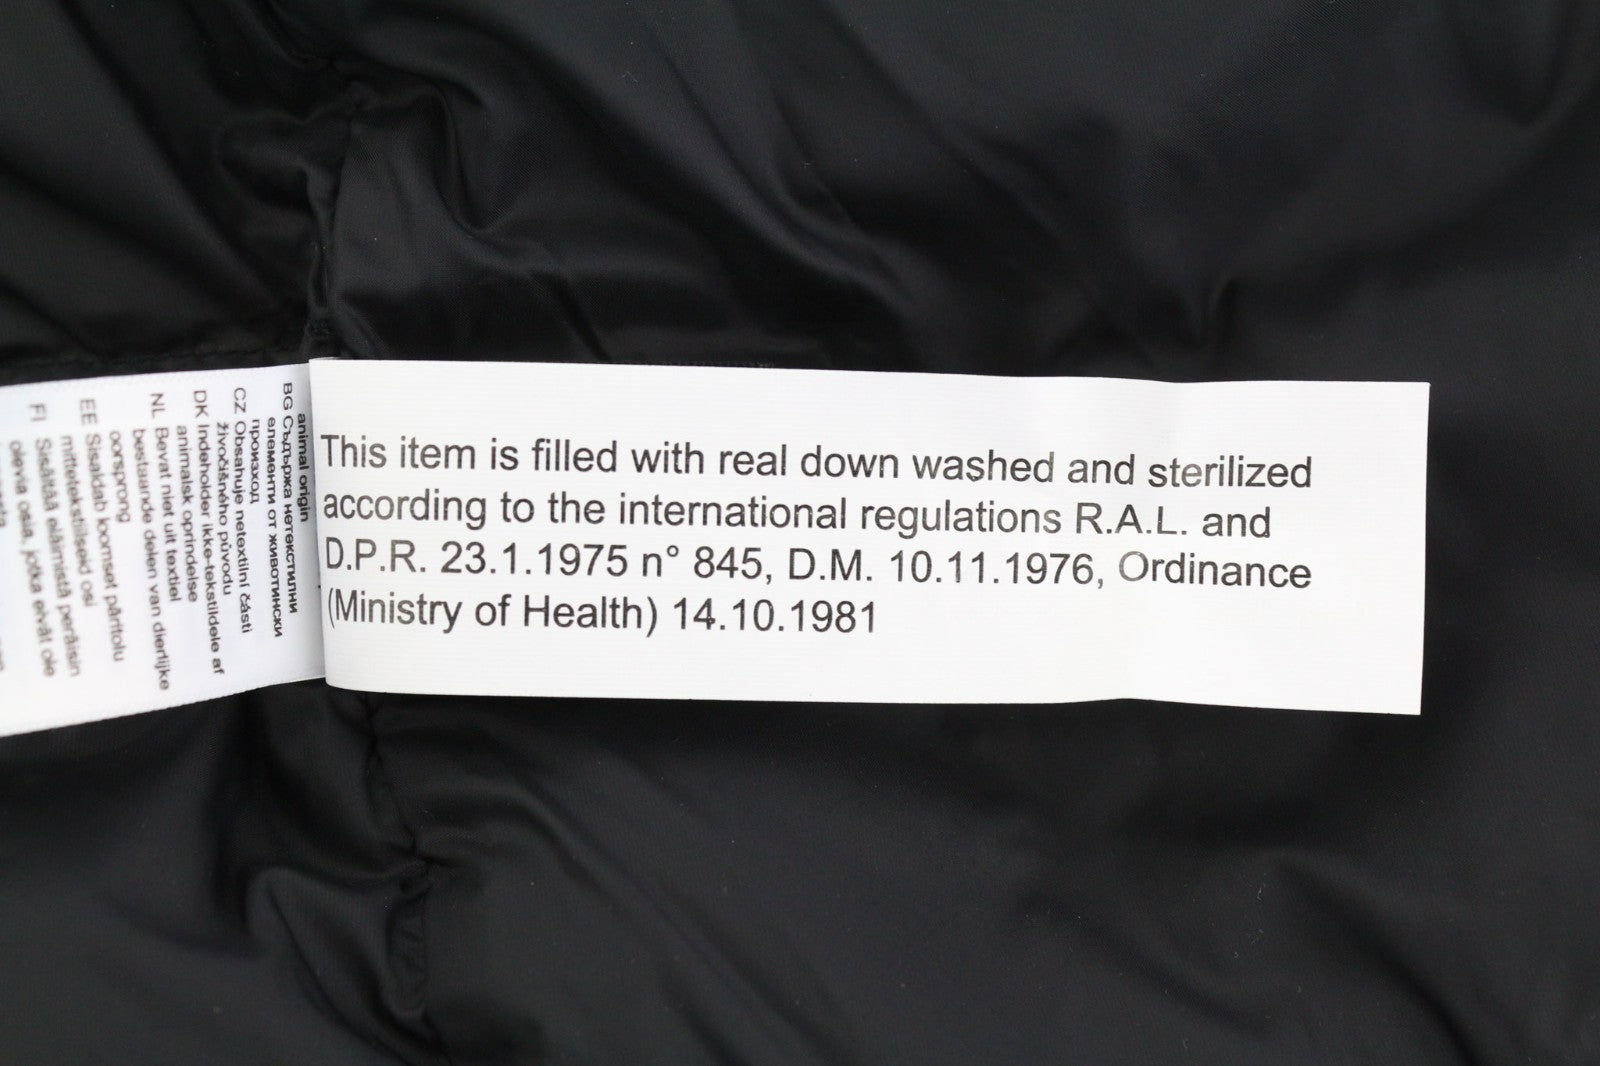 This item is filled with real down washed and sterilized
according to the international regulations R.A.L. and
D.P.R. 23.1.1975 n° 845, D.M. 10.11.1976, Ordinance
(Ministry of Health) 14.10.1981
animal origin
BG Съдържа нетекстилни
елементи от животински
произход
CZ Obsahuje netextilní části
živočišného původu
DK Indeholder ikke-tekstildele af
animalsk oprindelse
NL Bevat niet uit textiel
bestaande delen van dierlijke
oorsprong
EE Sisaldab loomset päritolu
mittetekstiilseid osi
FI Sisältää eläimistä peräisin
olevia osia, jotka eivät ole